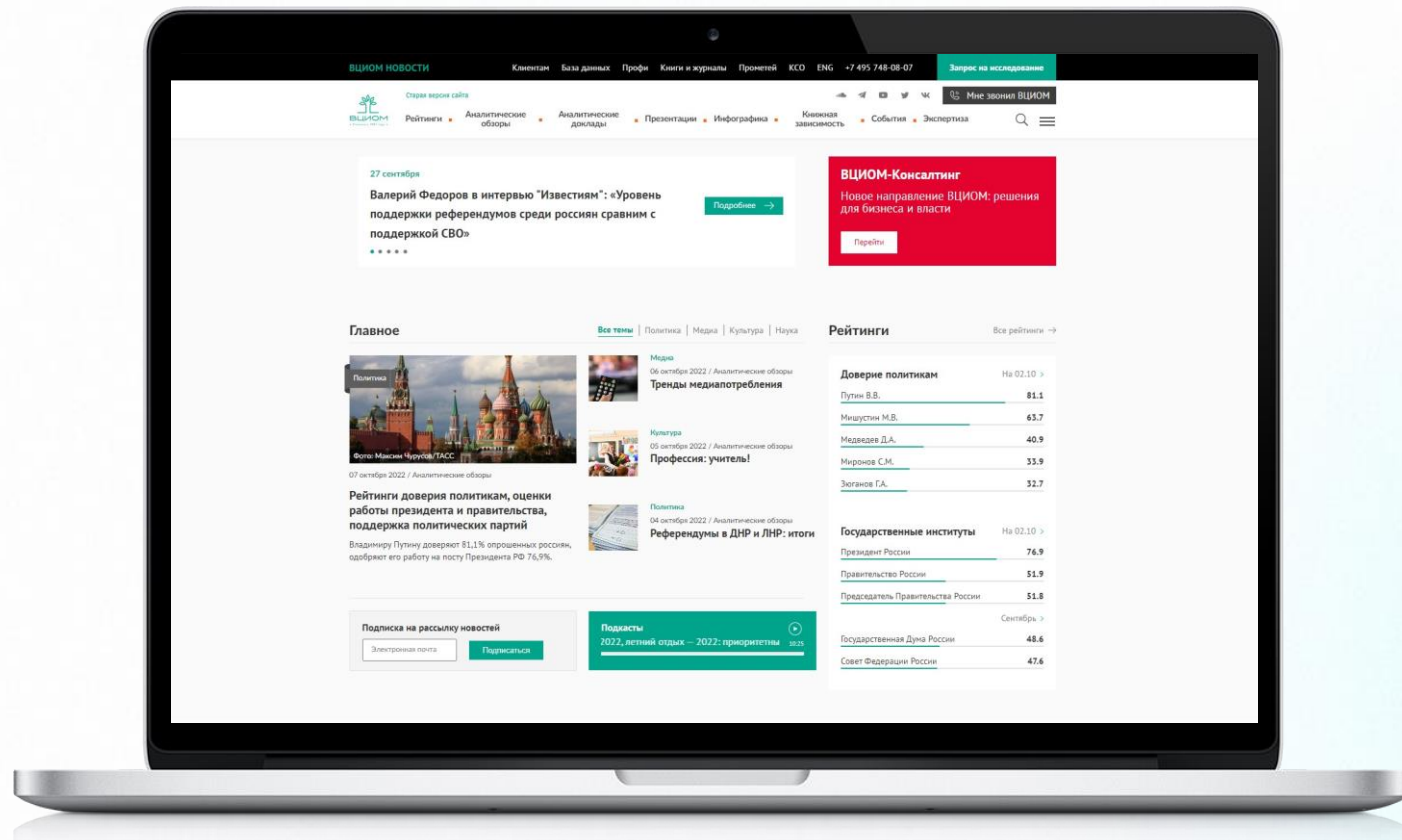 ВЦИОМ НОВОСТИ
Клиентам База данных Профи Книги и журналы Прометей КСО ENG +7 495 748-08-07 Запрос на исследование
Старая версия сайта
Мне звонил ВЦИОМ
ВЦИОМ
Рейтинги
Аналитические
обзоры
Аналитические
доклады
Презентации
Инфографика
Книжная
зависимость
События
Экспертиза
27 сентября
Валерий Федоров в интервью "Известиям": «Уровень
поддержки референдумов среди россиян сравним с
поддержкой СВО»
Подробнее →
ВЦИОМ-Консалтинг
Новое направление ВЦИОМ: решения
для бизнеса и власти
Перейти
Главное
Все темы | Политика | Медиа | Культура | Наука
Политика
Фото: Максим Чурусов/ТАСС
07 октября 2022 / Аналитические обзоры
Рейтинги доверия политикам, оценки
работы президента и правительства,
поддержка политических партий
Владимиру Путину доверяют 81,1% опрошенных россиян,
одобряют его работу на посту Президента РФ 76,9%.
Медиа
06 октября 2022 / Аналитические обзоры
Тренды медиапотребления
Культура
05 октября 2022 / Аналитические обзоры
Профессия: учитель!
Политика
04 октября 2022 / Аналитические обзоры
Референдумы в ДНР и ЛНР: итоги
Подписка на рассылку новостей
Электронная почта
Подписаться
Подкасты
2022, летний отдых — 2022: приоритетны 10:25
Рейтинги
Все рейтинги →
Доверие политикам На 02.10 >
Путин В.В. 81.1
Мишустин М.В. 63.7
Медведев Д.А. 40.9
Миронов С.М. 33.9
Зюганов Г.А. 32.7
Государственные институты На 02.10 >
Президент России 76.9
Правительство России 51.9
Председатель Правительства России 51.8
Сентябрь >
Государственная Дума России 48.6
Совет Федерации России 47.6